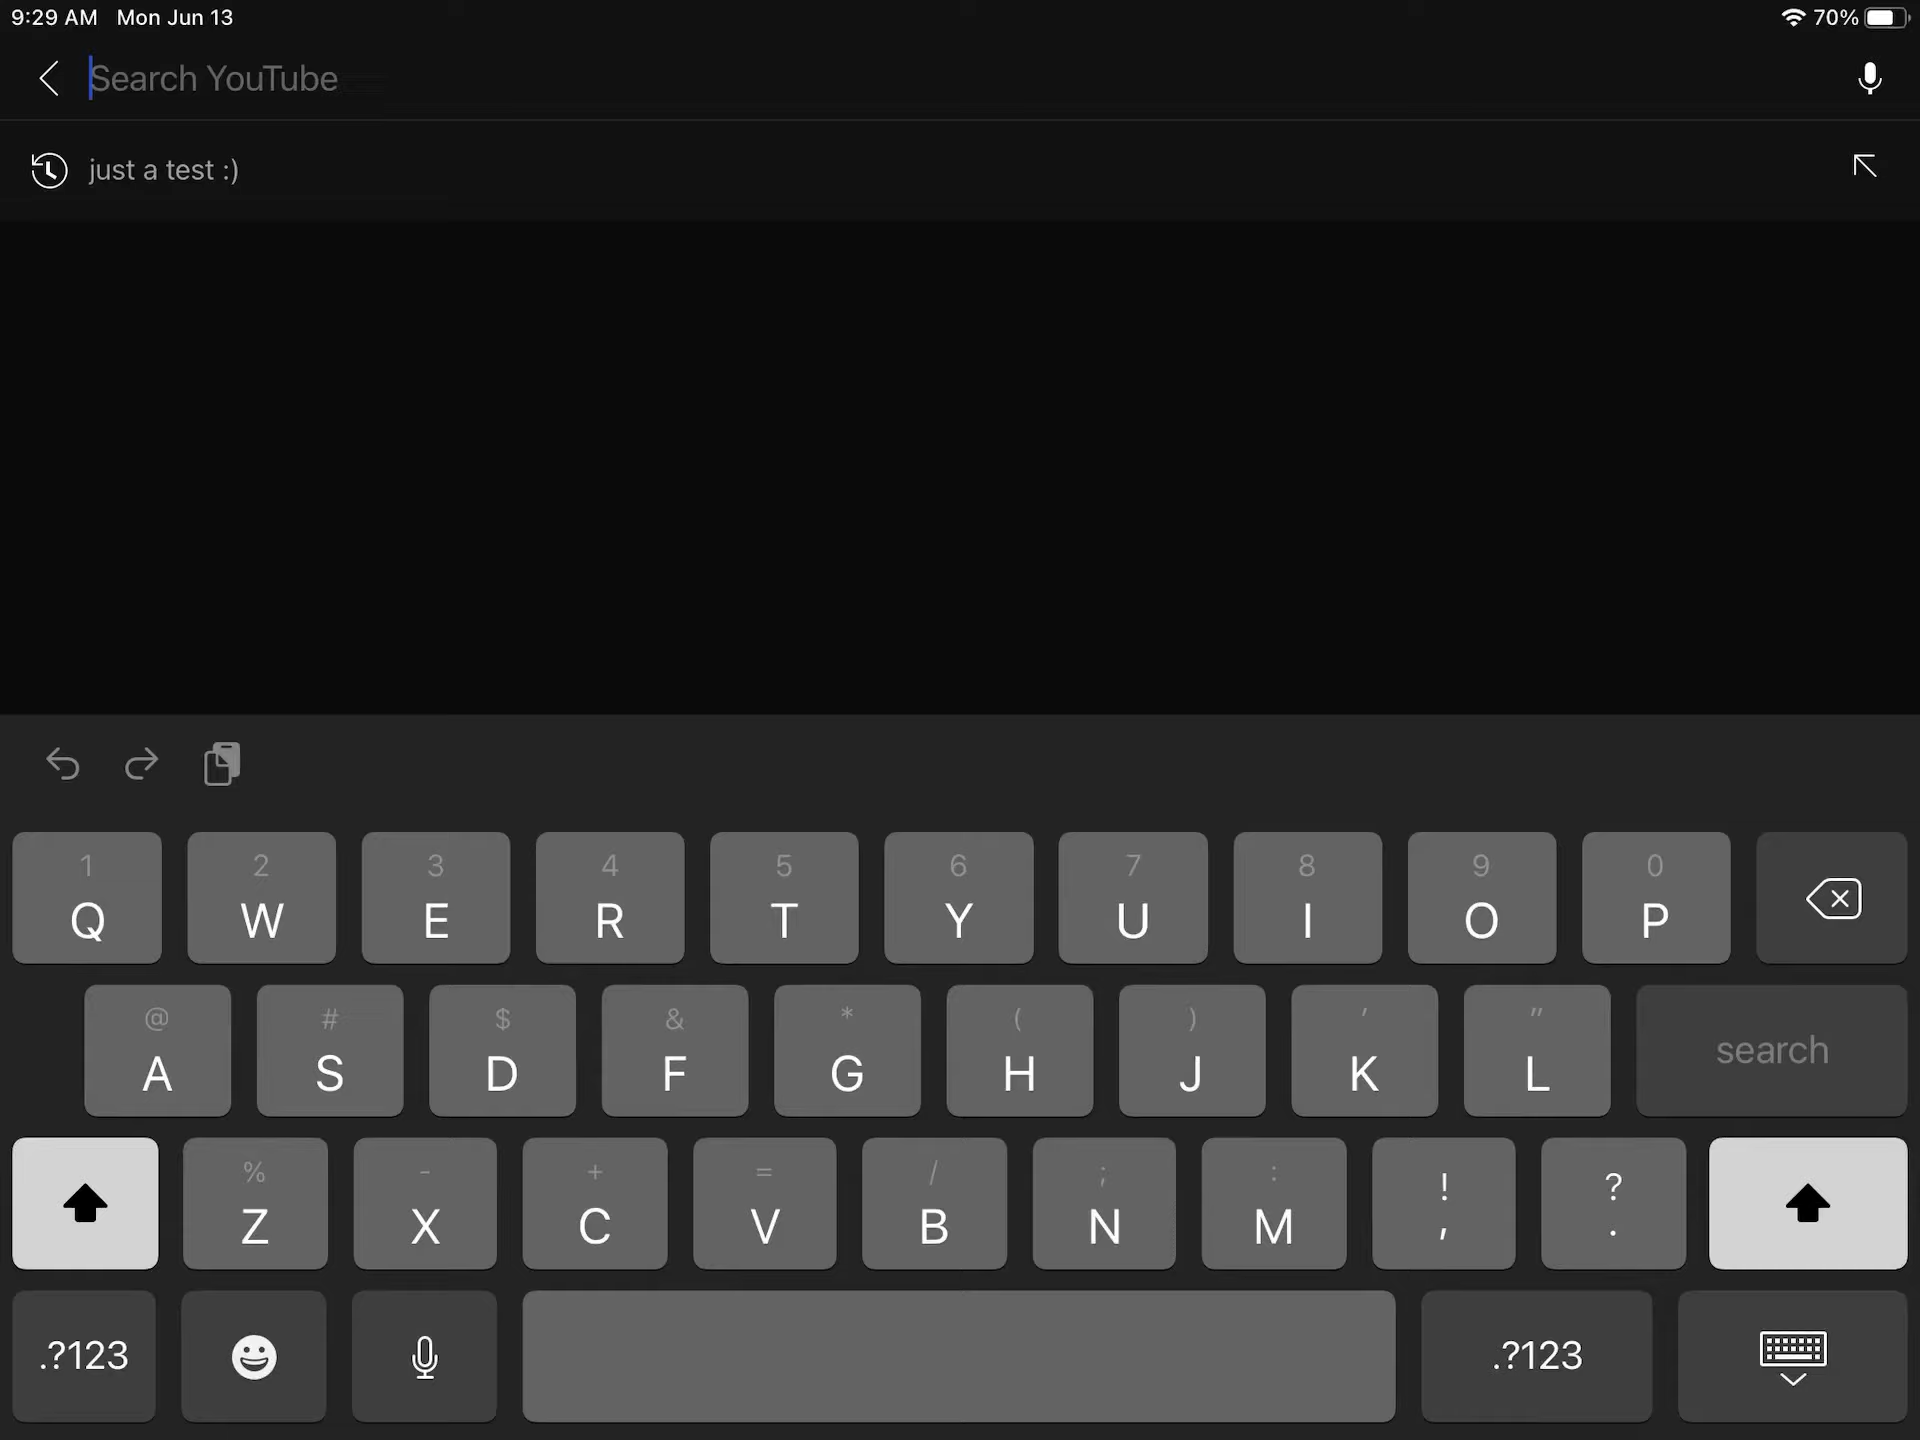 9:29 AM Mon Jun 13 70%
Search YouTube
just a test :)
1 2 3 4 5 6 7 8 9 0
Q W E R T Y U I O P
@ # $ & * ( ) ' "
A S D F G H J K L search
% - + = / ; : ! ?
Z X C V B N M , .
.?123 .?123